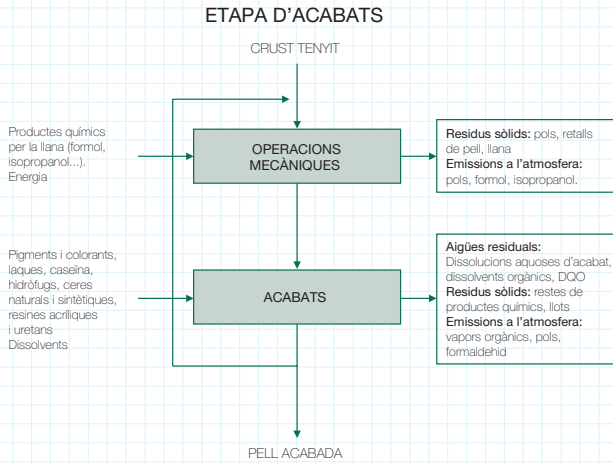 ETAPA D'ACABATS
CRUST TENYIT
Productes químics
per la llana (formol,
isopropanol...).
Energia
OPERACIONS
MECÀNIQUES
Residus sòlids: pols, retalls
de pell, llana
Emissions a l'atmosfera:
pols, formol, isopropanol.
Pigments i colorants,
laques, caseïna,
hidròfugs, ceres
naturals i sintètiques,
resines acríliques
i uretans
Dissolvents
ACABATS
Aigües residuals:
Dissolucions aquoses d'acabat,
dissolvents orgànics, DQO
Residus sòlids: restes de
productes químics, llots
Emissions a l'atmosfera:
vapors orgànics, pols,
formaldehid
PELL ACABADA